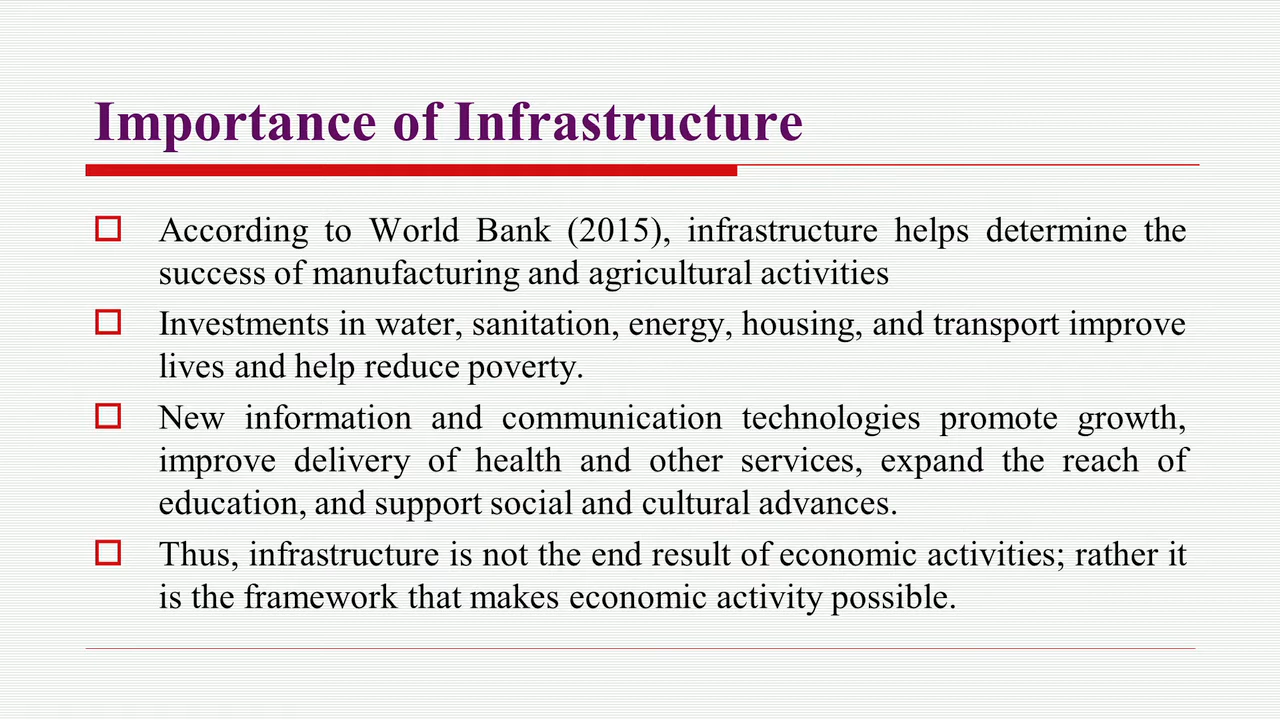 Importance of Infrastructure
According to World Bank (2015), infrastructure helps determine the
success of manufacturing and agricultural activities
Investments in water, sanitation, energy, housing, and transport improve
lives and help reduce poverty.
New information and communication technologies promote growth,
improve delivery of health and other services, expand the reach of
education, and support social and cultural advances.
Thus, infrastructure is not the end result of economic activities; rather it
is the framework that makes economic activity possible.